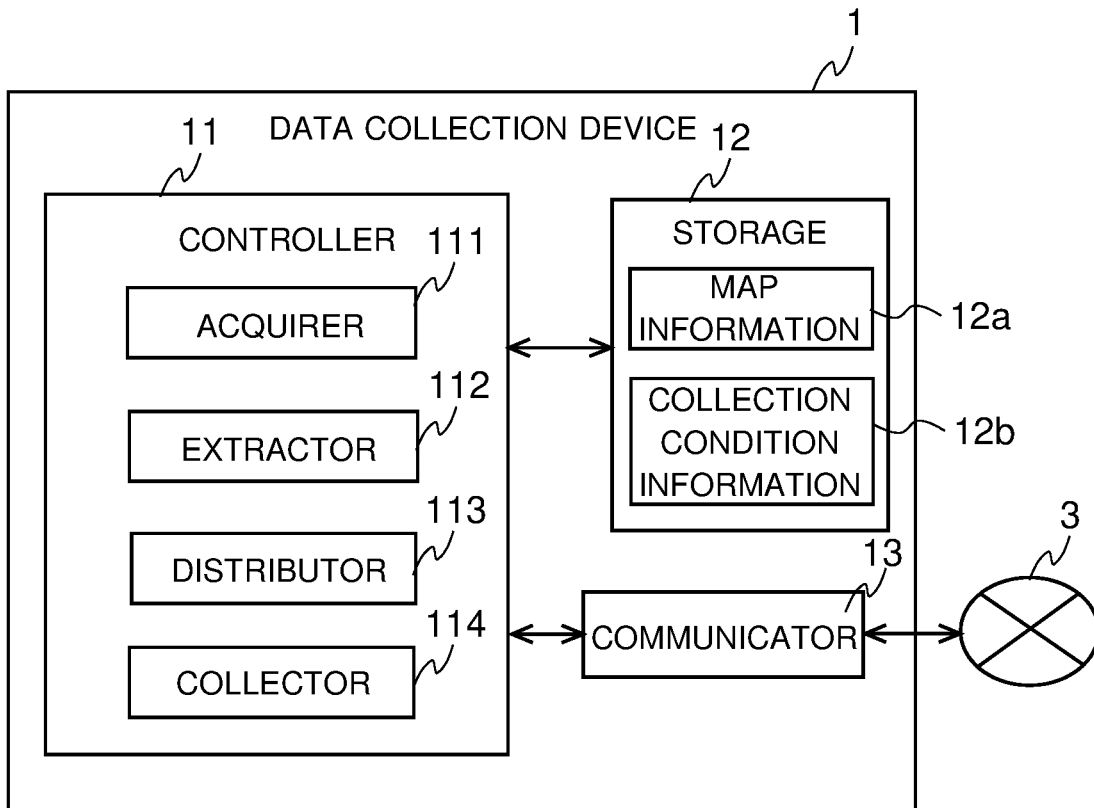 1
DATA COLLECTION DEVICE
11
CONTROLLER
111
ACQUIRER
112
EXTRACTOR
113
DISTRIBUTOR
114
COLLECTOR
12
STORAGE
MAP
INFORMATION
12a
COLLECTION
CONDITION
INFORMATION
12b
13
COMMUNICATOR
3